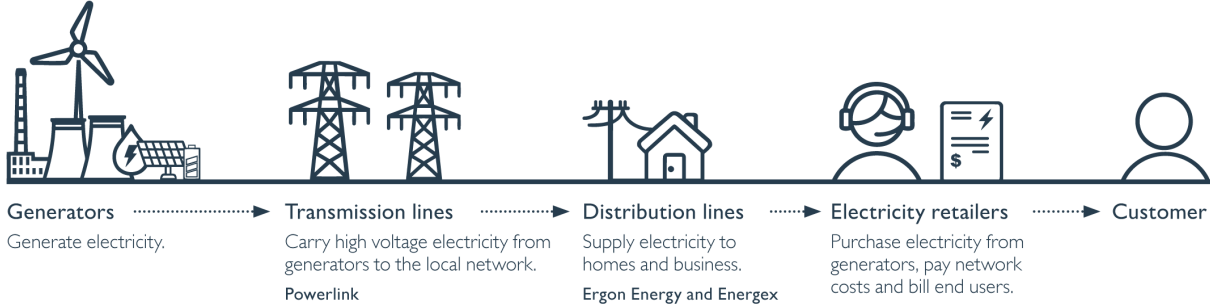 $
Generators
Generate electricity.
Transmission lines
Carry high voltage electricity from
generators to the local network.
Powerlink
Distribution lines
Supply electricity to
homes and business.
Ergon Energy and Energex
Electricity retailers
Purchase electricity from
generators, pay network
costs and bill end users.
Customer